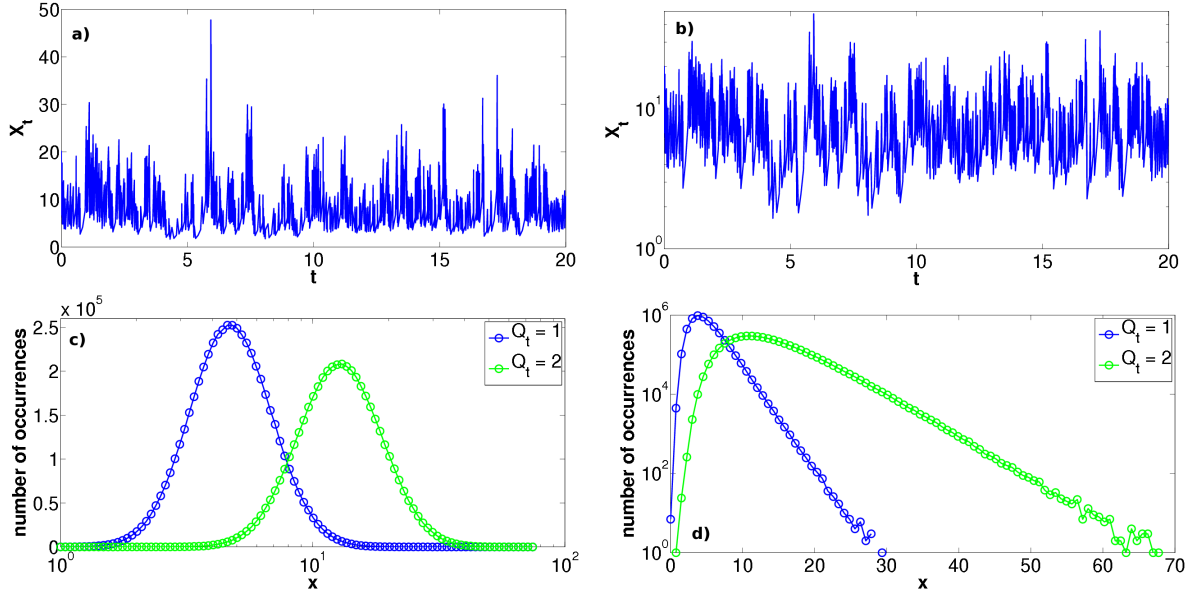 a)
50
40
30
20
10
0
X_t
0 5 10 15 20
t
b)
10^1
10^0
X_t
0 5 10 15 20
t
x 10^5
c)
2.5
2
1.5
1
0.5
0
number of occurrences
10^0 10^1 10^2
x
Q_t = 1
Q_t = 2
10^6
10^4
10^2
10^0
number of occurrences
d)
0 10 20 30 40 50 60 70
x
Q_t = 1
Q_t = 2